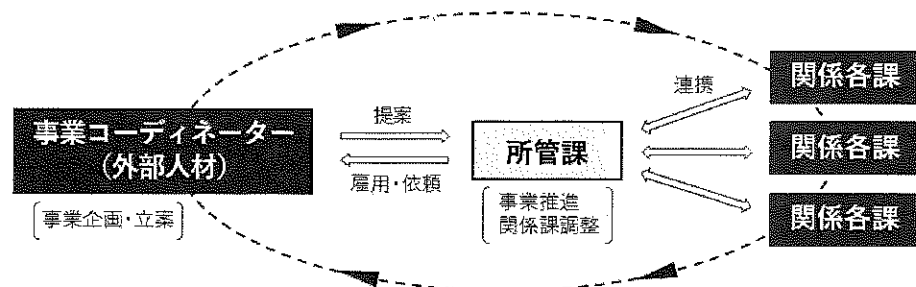 事業コーディネーター
(外部人材)
[事業企画・立案]
提案
雇用・依頼
所管課
[事業推進
関係課調整]
連携
関係各課
関係各課
関係各課